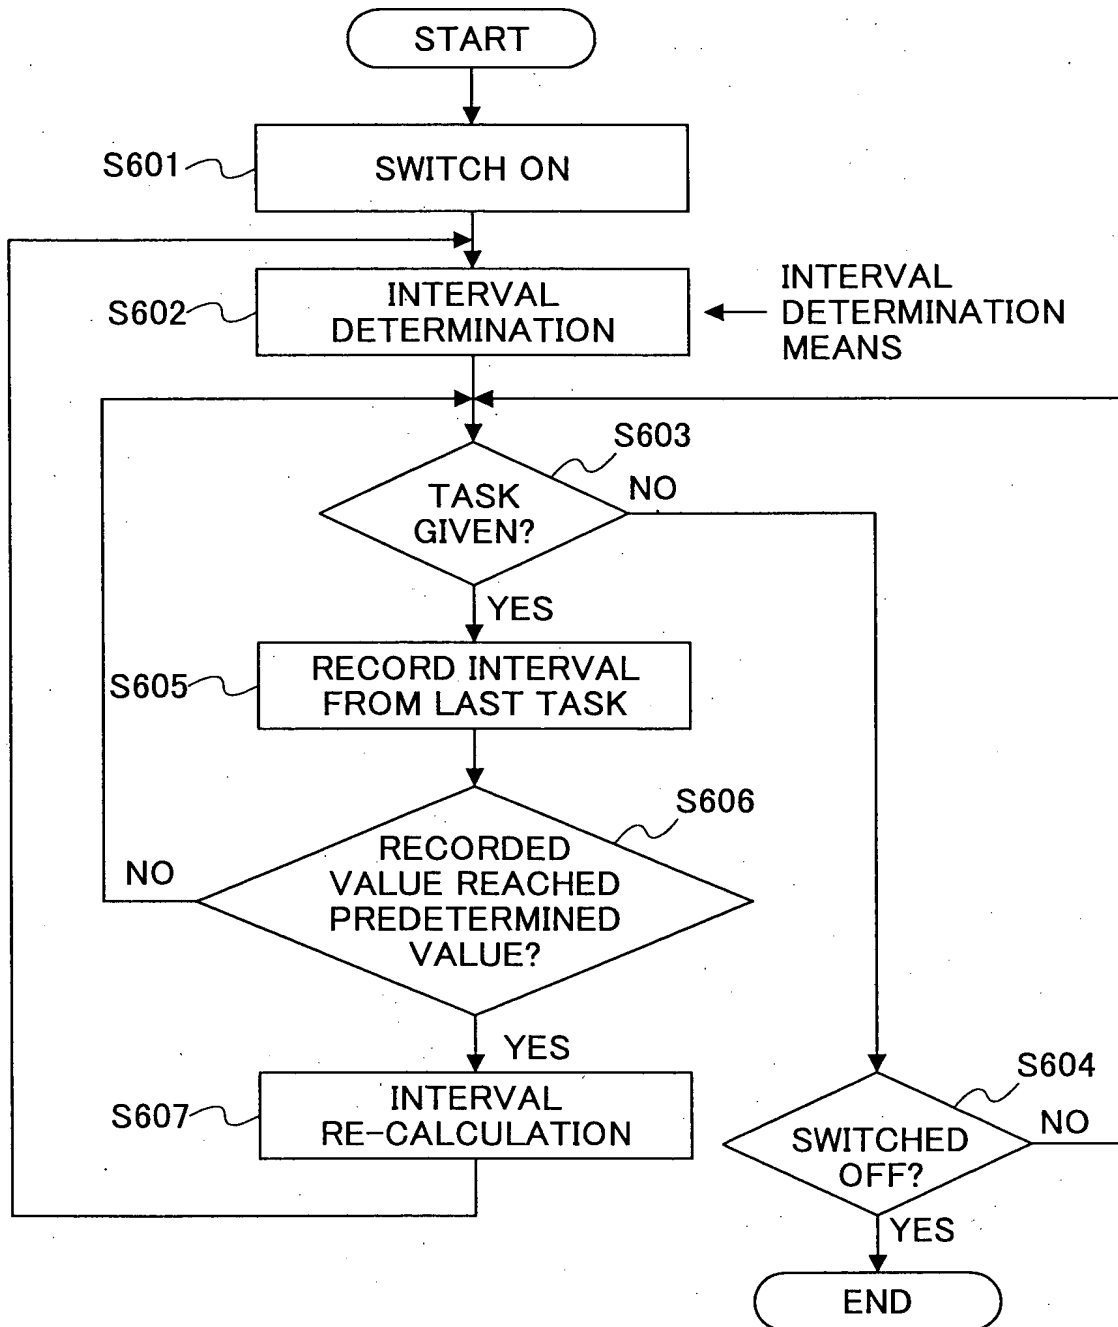 START
S601
SWITCH ON
S602
INTERVAL
DETERMINATION
INTERVAL
DETERMINATION
MEANS
S603
TASK
GIVEN?
NO
YES
S605
RECORD INTERVAL
FROM LAST TASK
S606
RECORDED
VALUE REACHED
PREDETERMINED
VALUE?
NO
YES
S607
INTERVAL
RE-CALCULATION
S604
SWITCHED
OFF?
NO
YES
END